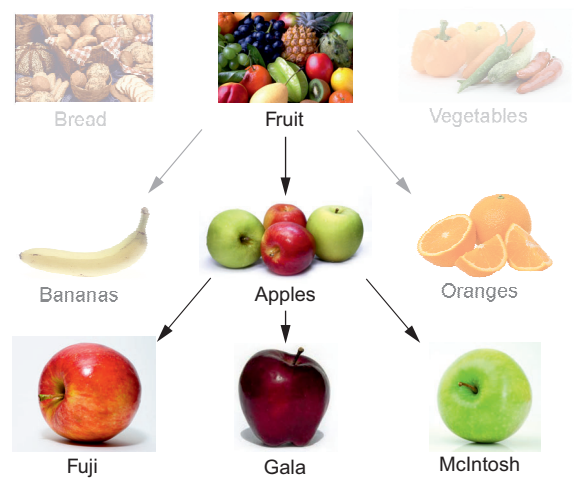 Bread
Fruit
Vegetables
Bananas
Apples
Oranges
Fuji
Gala
McIntosh